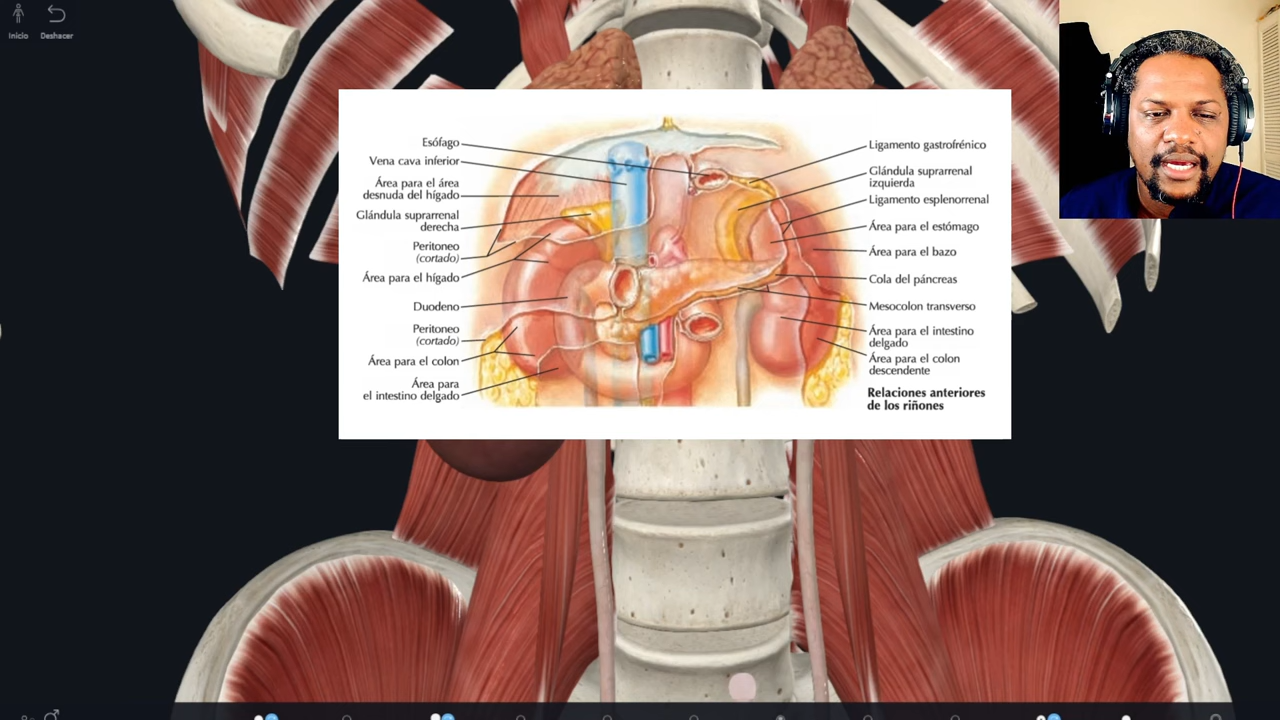 Inicio
Deshacer
Esófago
Vena cava inferior
Área para el área
desnuda del hígado
Glándula suprarrenal
derecha
Peritoneo
(cortado)
Área para el hígado
Duodeno
Peritoneo
(cortado)
Área para el colon
Área para
el intestino delgado
Ligamento gastrofrénico
Glándula suprarrenal
izquierda
Ligamento esplenorrenal
Área para el estómago
Área para el bazo
Cola del páncreas
Mesocolon transverso
Área para el intestino
delgado
Área para el colon
descendente
Relaciones anteriores
de los riñones